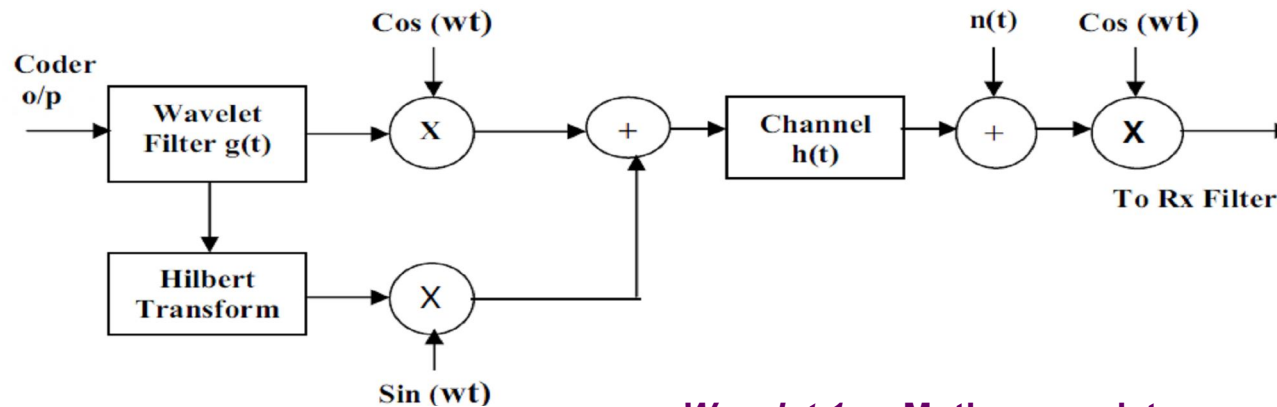 Cos (wt)
n(t)
Cos (wt)
Coder
o/p
Wavelet
Filter g(t)
X
+
Channel
h(t)
+
X
To Rx Filter
Hilbert
Transform
X
Sin (wt)